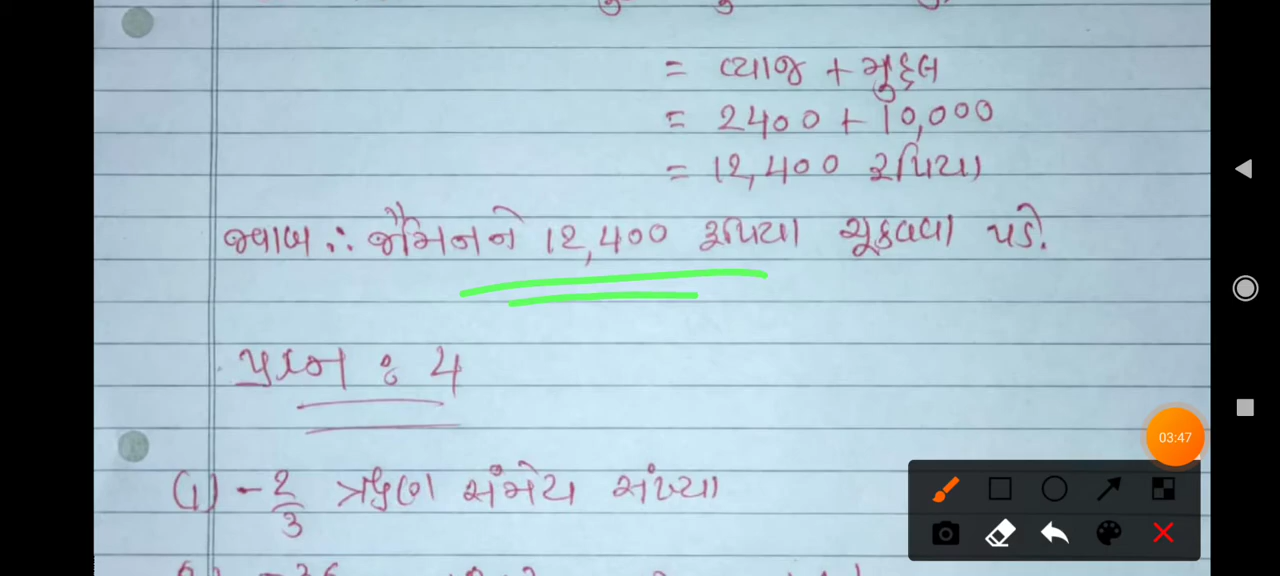 = વ્યાજ + મુદ્દલ
= 2400 + 10,000
= 12,400 રૂપિયા
જવાબ ∴ જૈમિનને 12,400 રૂપિયા ચૂકવવા પડે.
પ્રશ્ન : 4
(1) -2/3 ઋણ સંમેય સંખ્યા
03:47